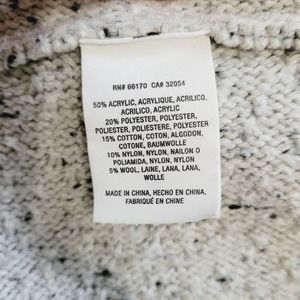 RN# 66170 CA# 32054
50% ACRYLIC, ACRYLIQUE, ACRILICO,
ACRILICO, ACRYLIC
20% POLYESTER, POLYESTER,
POLIESTER, POLIESTERE, POLYESTER
15% COTTON, COTON, ALGODON,
COTONE, BAUMWOLLE
10% NYLON, NYLON, NAILON O
POLIAMIDA, NYLON, NYLON
5% WOOL, LAINE, LANA, LANA,
WOLLE
MADE IN CHINA, HECHO EN CHINA,
FABRIQUÉ EN CHINE